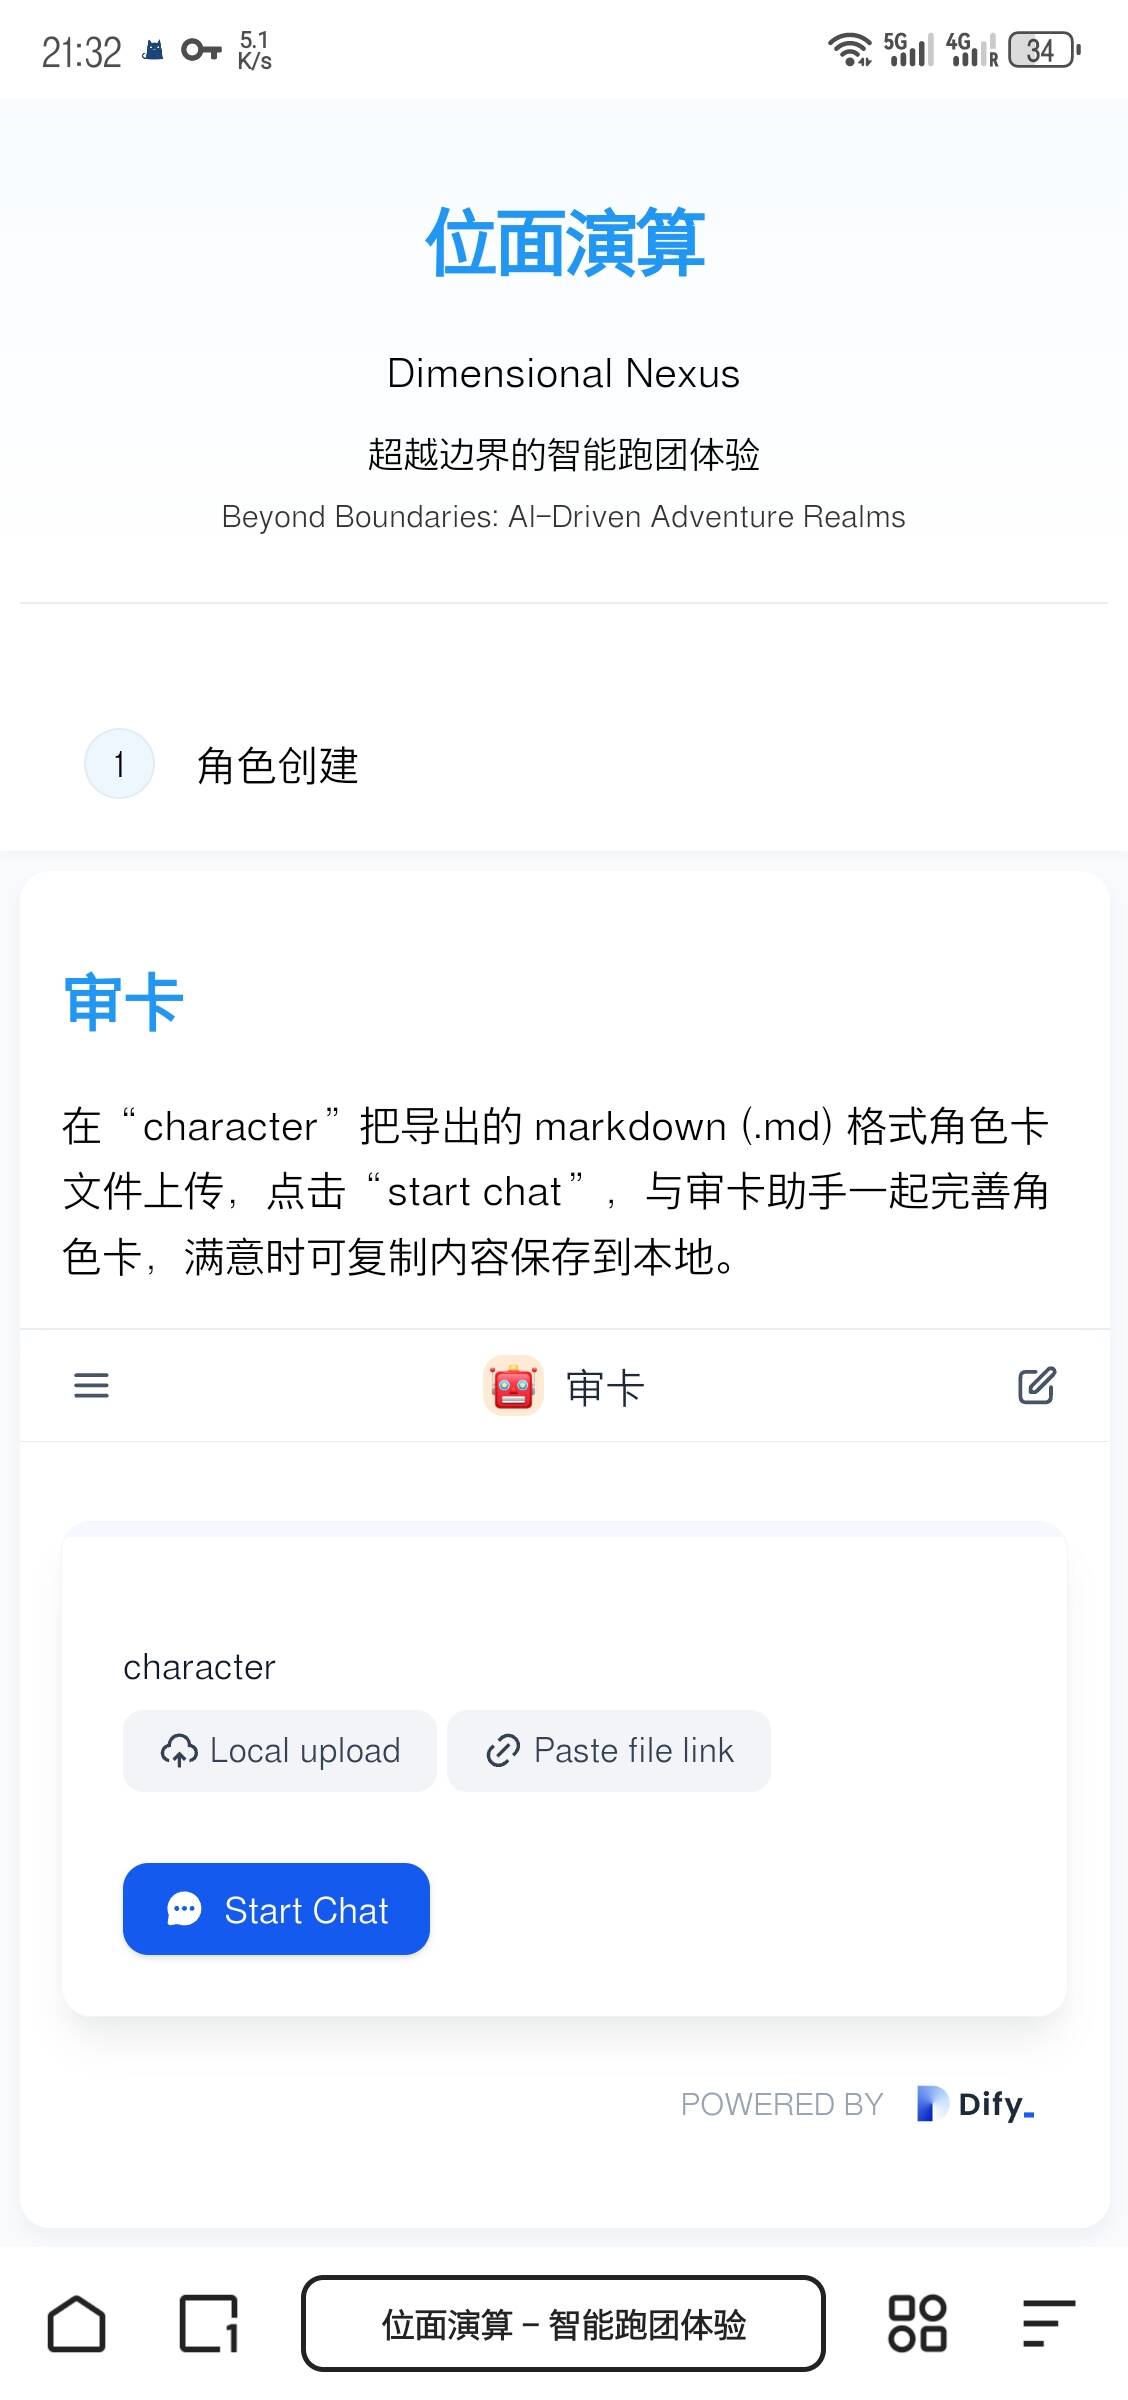 21:32
5.1
K/s
5G
4G
R
34
位面演算
Dimensional Nexus
超越边界的智能跑团体验
Beyond Boundaries: AI-Driven Adventure Realms
1
角色创建
审卡
在“character”把导出的 markdown (.md) 格式角色卡
文件上传，点击“start chat”，与审卡助手一起完善角
色卡，满意时可复制内容保存到本地。
审卡
character
Local upload
Paste file link
Start Chat
POWERED BY
Dify_
1
位面演算 – 智能跑团体验